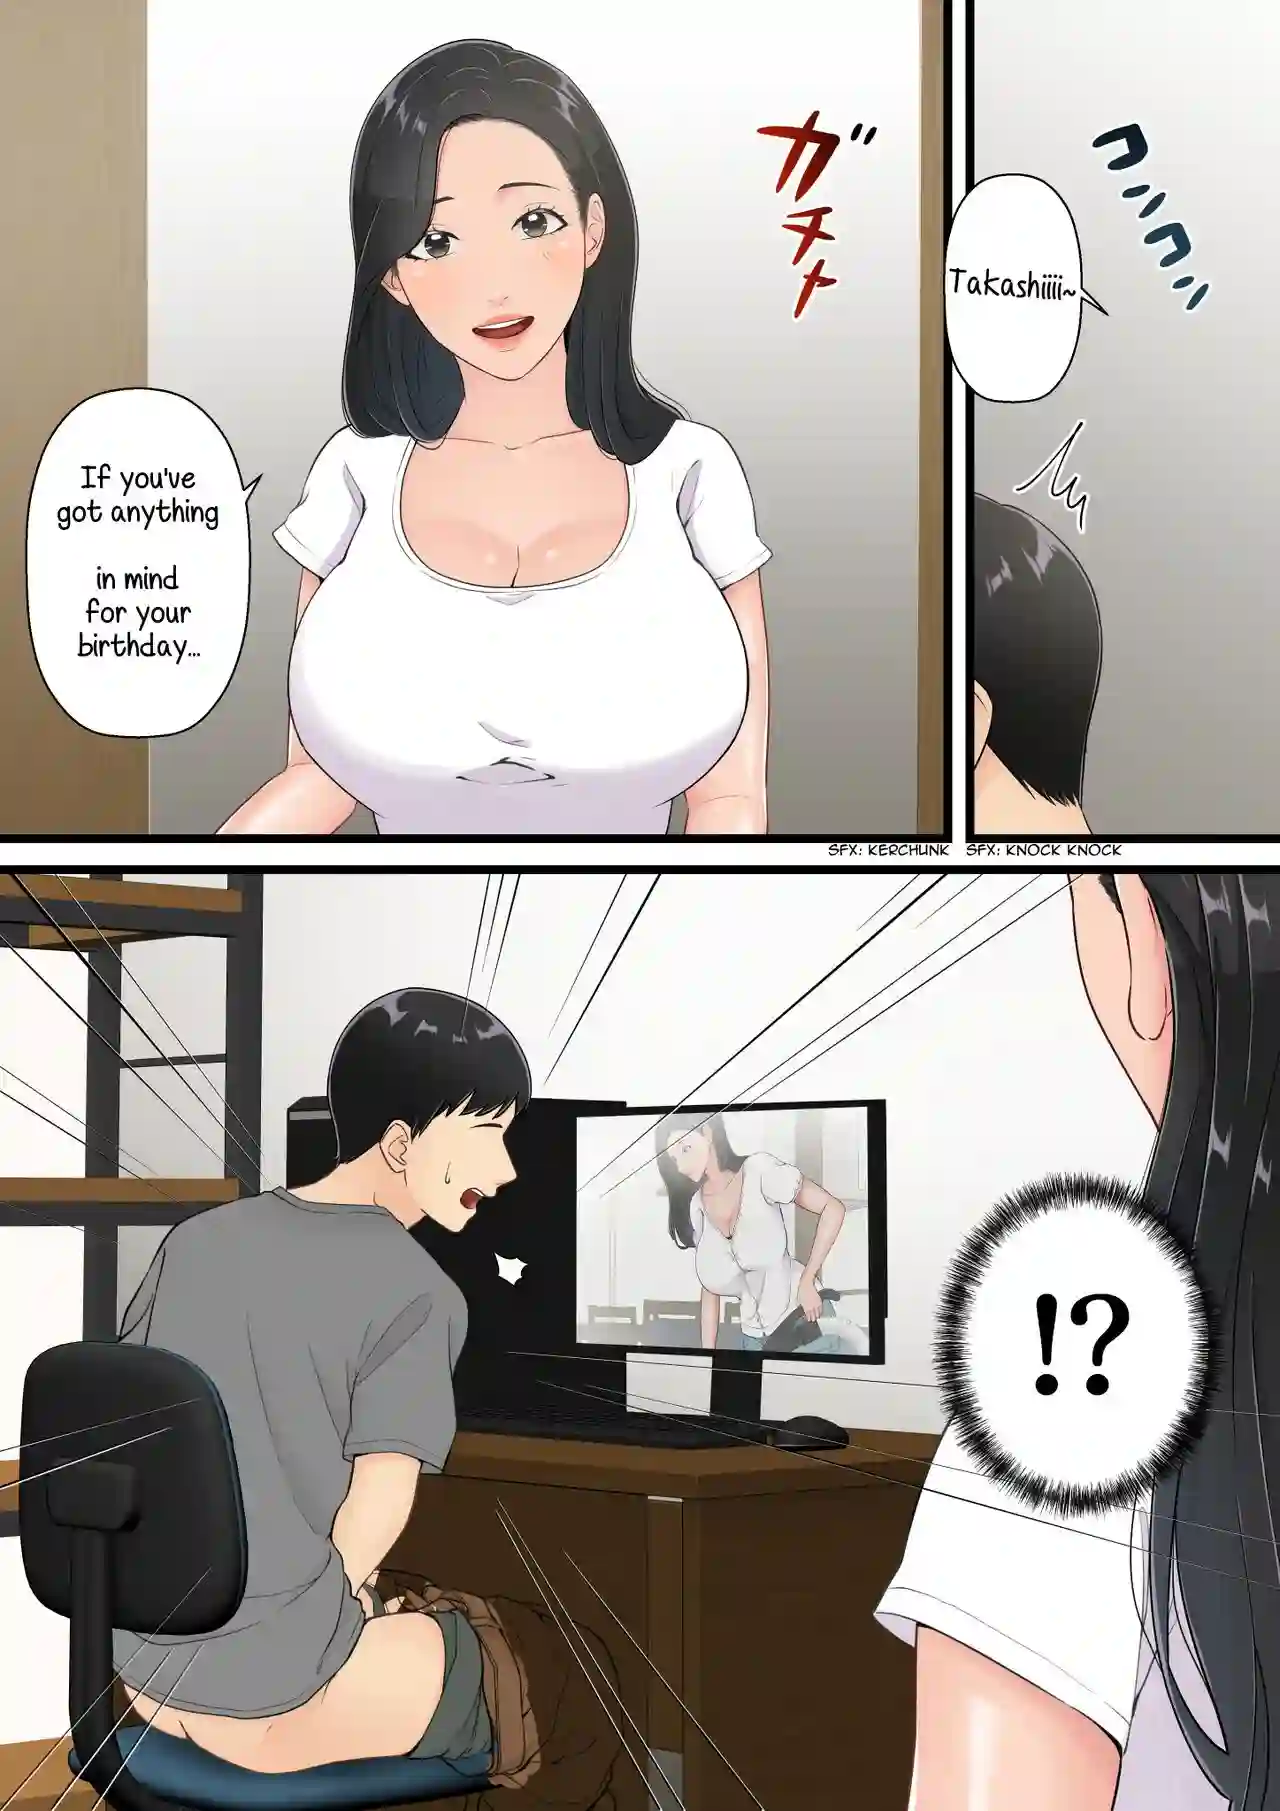 コンコン
Takashiiii~
ガチャ
If you've
got anything
in mind
for your
birthday...
SFX: KERCHUNK
SFX: KNOCK KNOCK
!?